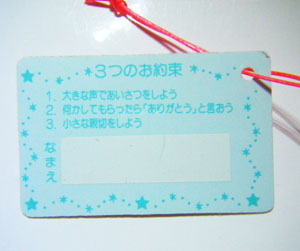 3つのお約束
1. 大きな声であいさつをしよう
2. 何かしてもらったら「ありがとう」と言おう
3. 小さな親切をしよう
なまえ